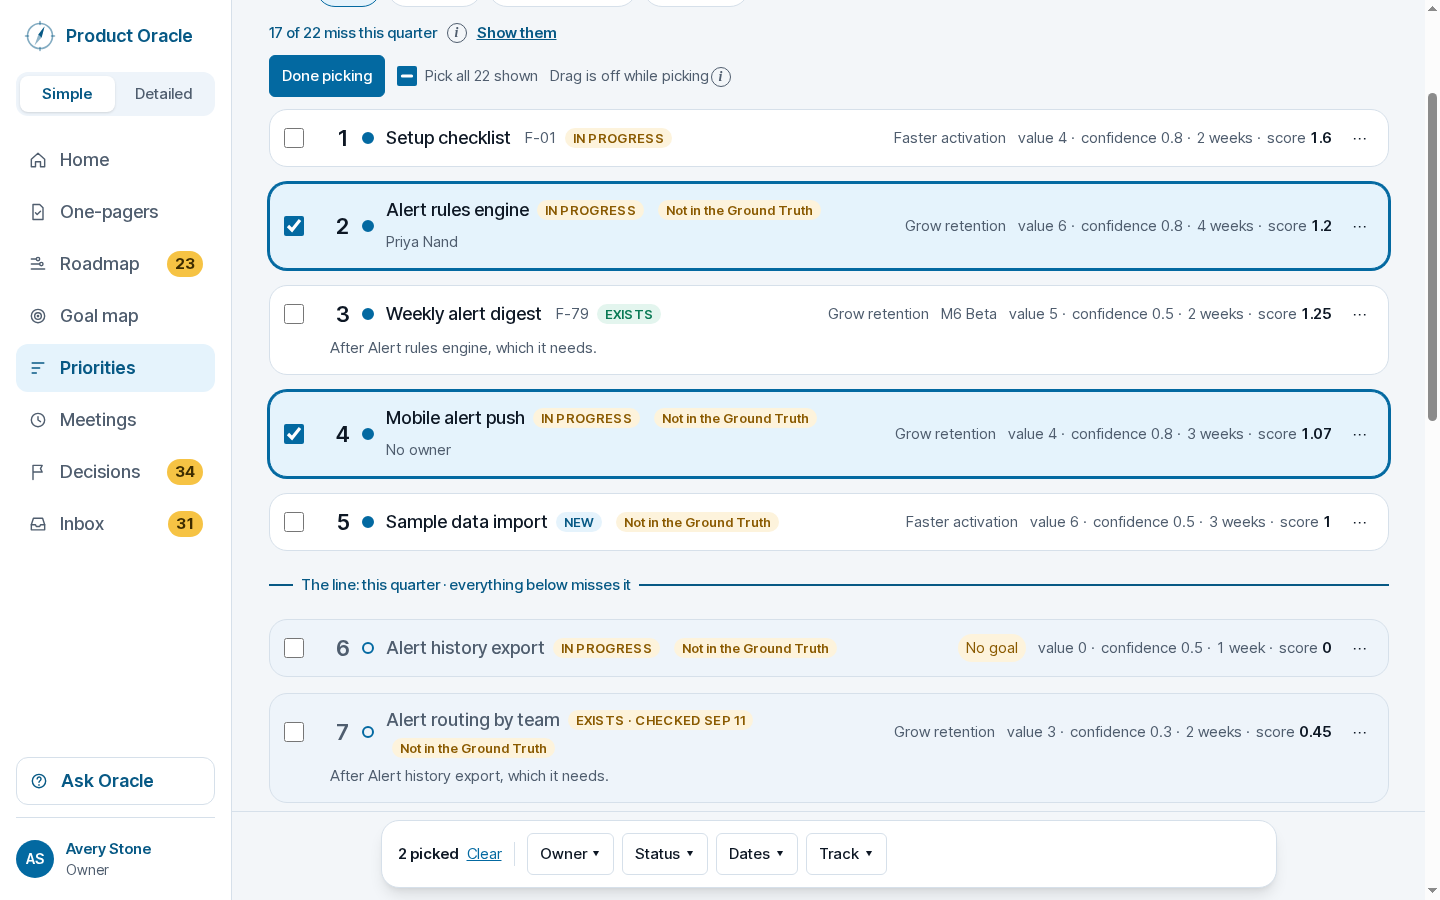 Product Oracle
Simple Detailed
Home
One-pagers
Roadmap 23
Goal map
Priorities
Meetings
Decisions 34
Inbox 31
Ask Oracle
AS Avery Stone
Owner
17 of 22 miss this quarter i Show them
Done picking Pick all 22 shown Drag is off while picking i
1 Setup checklist F-01 IN PROGRESS Faster activation value 4 · confidence 0.8 · 2 weeks · score 1.6 ...
2 Alert rules engine IN PROGRESS Not in the Ground Truth Grow retention value 6 · confidence 0.8 · 4 weeks · score 1.2 ...
Priya Nand
3 Weekly alert digest F-79 EXISTS Grow retention M6 Beta value 5 · confidence 0.5 · 2 weeks · score 1.25 ...
After Alert rules engine, which it needs.
4 Mobile alert push IN PROGRESS Not in the Ground Truth Grow retention value 4 · confidence 0.8 · 3 weeks · score 1.07 ...
No owner
5 Sample data import NEW Not in the Ground Truth Faster activation value 6 · confidence 0.5 · 3 weeks · score 1 ...
The line: this quarter · everything below misses it
6 Alert history export IN PROGRESS Not in the Ground Truth No goal value 0 · confidence 0.5 · 1 week · score 0 ...
7 Alert routing by team EXISTS · CHECKED SEP 11 Grow retention value 3 · confidence 0.3 · 2 weeks · score 0.45 ...
Not in the Ground Truth
After Alert history export, which it needs.
2 picked Clear Owner ▾ Status ▾ Dates ▾ Track ▾